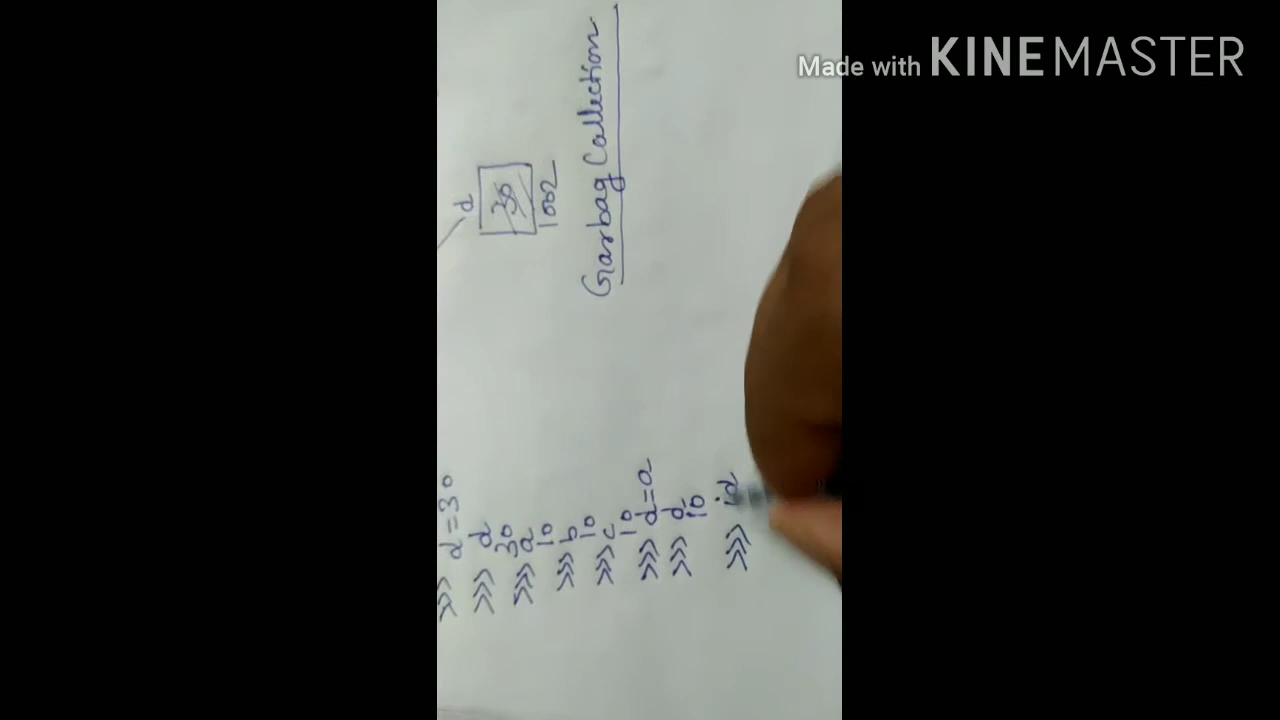 Made with KINEMASTER
>>> d=30
>>> d
30
>>> a
10
>>> b
10
>>> c
10
>>> d=a
>>> d
10
>>> id
d
30
1002
Garbag Collection